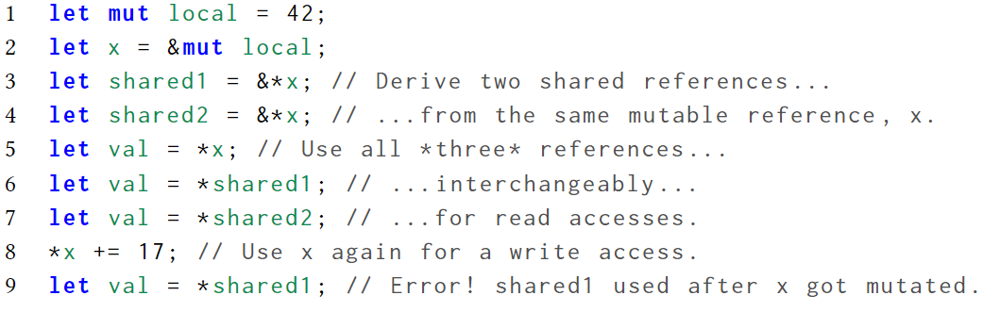 1 let mut local = 42;
2 let x = &mut local;
3 let shared1 = &*x; // Derive two shared references...
4 let shared2 = &*x; // ...from the same mutable reference, x.
5 let val = *x; // Use all *three* references...
6 let val = *shared1; // ...interchangeably...
7 let val = *shared2; // ...for read accesses.
8 *x += 17; // Use x again for a write access.
9 let val = *shared1; // Error! shared1 used after x got mutated.